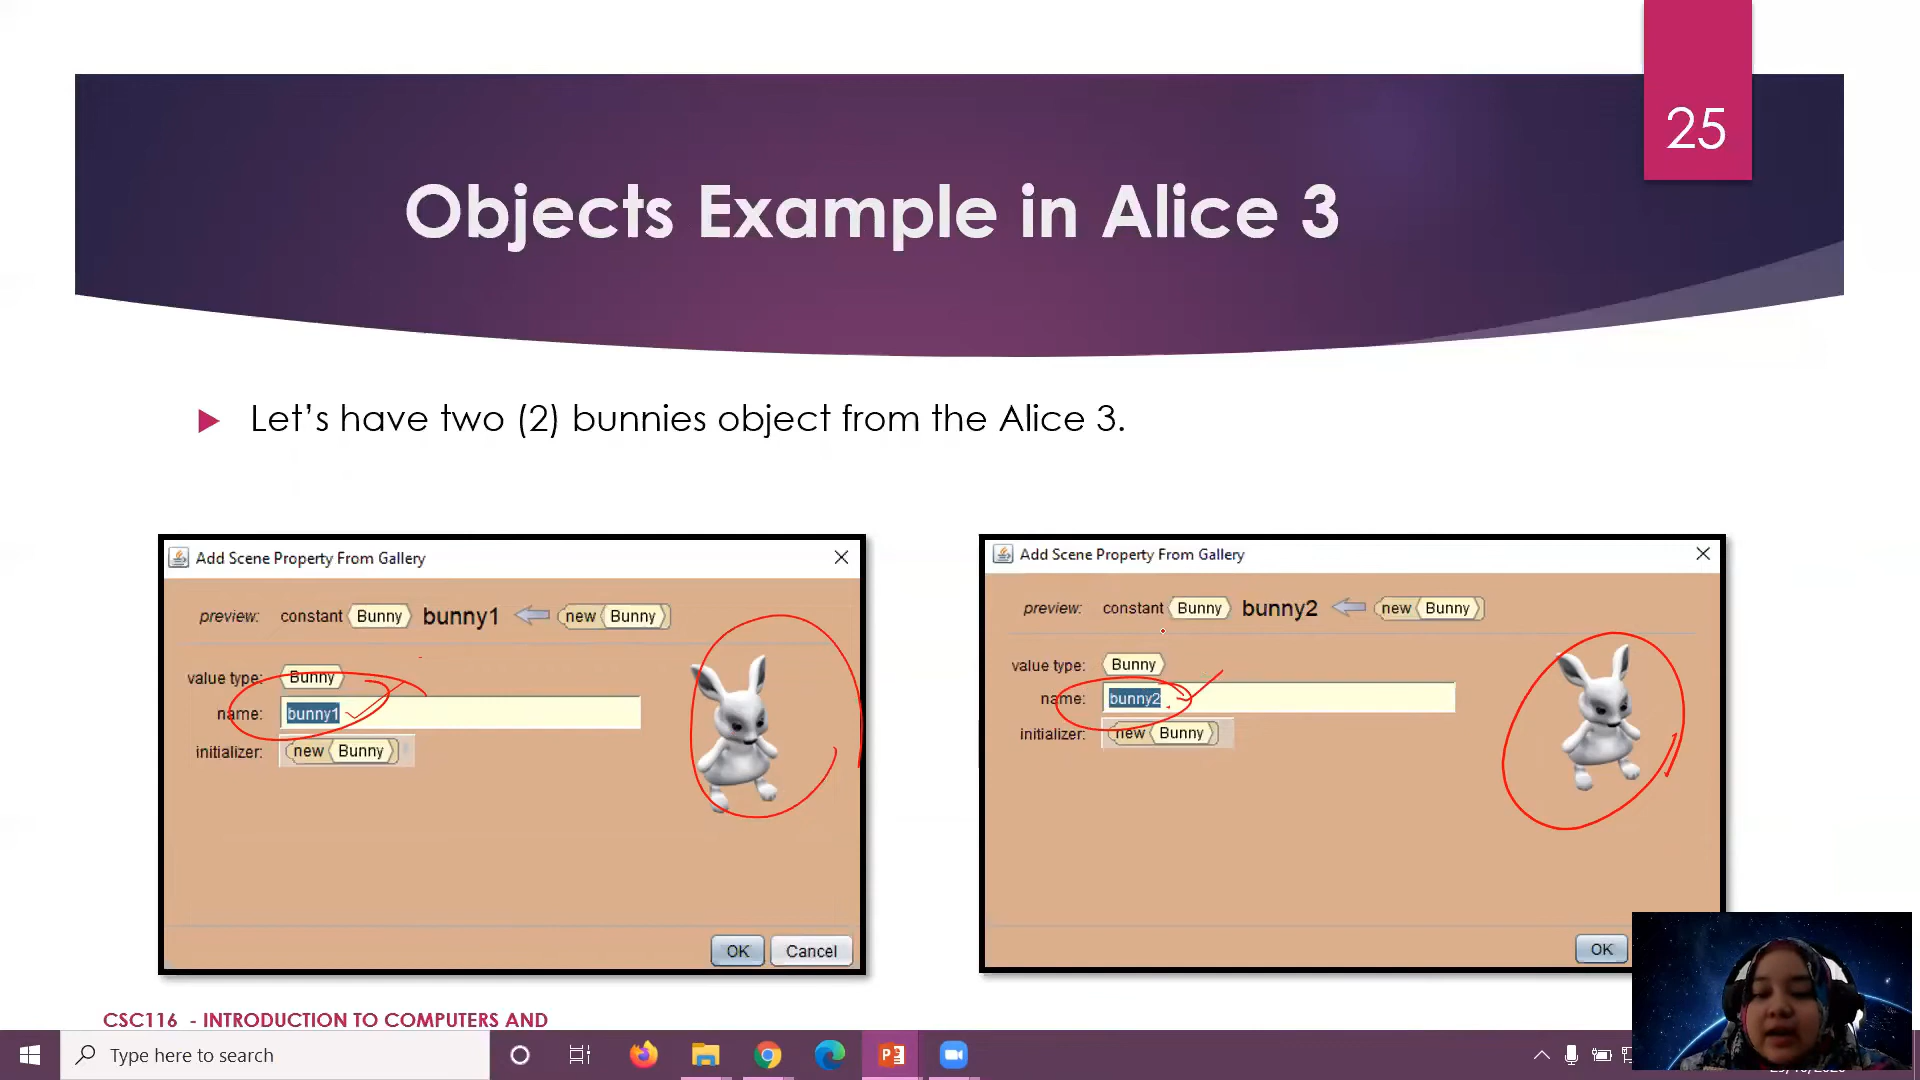 25
Objects Example in Alice 3
Let's have two (2) bunnies object from the Alice 3.
Add Scene Property From Gallery
preview: constant Bunny bunny1 new Bunny
value type: Bunny
name: bunny1
initializer: new Bunny
OK Cancel
Add Scene Property From Gallery
preview: constant Bunny bunny2 new Bunny
value type: Bunny
name: bunny2
initializer: new Bunny
OK
CSC116 - INTRODUCTION TO COMPUTERS AND
Type here to search